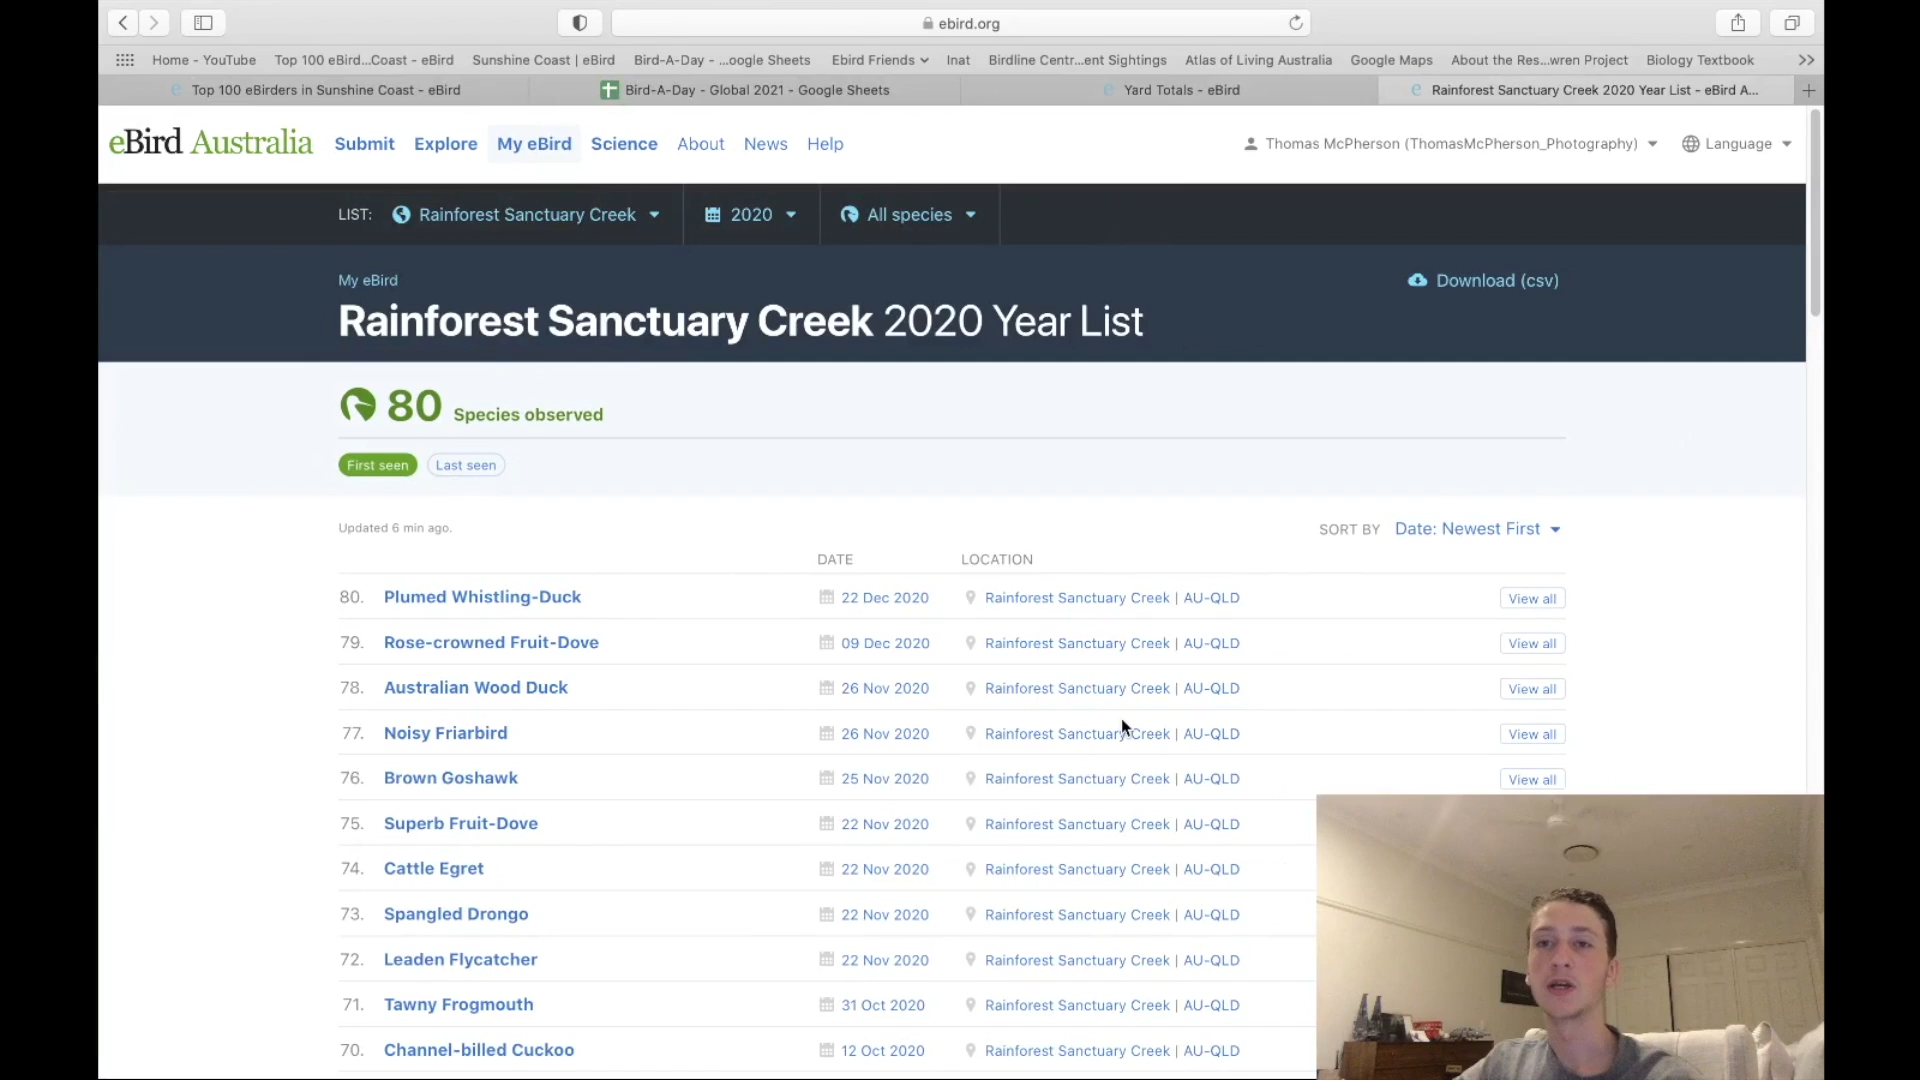 ebird.org
Home - YouTube Top 100 eBird...Coast - eBird Sunshine Coast | eBird Bird-A-Day - ...oogle Sheets Ebird Friends Inat Birdline Centr...ent Sightings Atlas of Living Australia Google Maps About the Res...wren Project Biology Textbook
Top 100 eBirders in Sunshine Coast - eBird Bird-A-Day - Global 2021 - Google Sheets Yard Totals - eBird Rainforest Sanctuary Creek 2020 Year List - eBird A...
eBird Australia Submit Explore My eBird Science About News Help Thomas McPherson (ThomasMcPherson_Photography) Language
LIST: Rainforest Sanctuary Creek 2020 All species
My eBird Download (csv)
Rainforest Sanctuary Creek 2020 Year List
80 Species observed
First seen Last seen
Updated 6 min ago. SORT BY Date: Newest First
DATE LOCATION
80. Plumed Whistling-Duck 22 Dec 2020 Rainforest Sanctuary Creek | AU-QLD View all
79. Rose-crowned Fruit-Dove 09 Dec 2020 Rainforest Sanctuary Creek | AU-QLD View all
78. Australian Wood Duck 26 Nov 2020 Rainforest Sanctuary Creek | AU-QLD View all
77. Noisy Friarbird 26 Nov 2020 Rainforest Sanctuary Creek | AU-QLD View all
76. Brown Goshawk 25 Nov 2020 Rainforest Sanctuary Creek | AU-QLD View all
75. Superb Fruit-Dove 22 Nov 2020 Rainforest Sanctuary Creek | AU-QLD
74. Cattle Egret 22 Nov 2020 Rainforest Sanctuary Creek | AU-QLD
73. Spangled Drongo 22 Nov 2020 Rainforest Sanctuary Creek | AU-QLD
72. Leaden Flycatcher 22 Nov 2020 Rainforest Sanctuary Creek | AU-QLD
71. Tawny Frogmouth 31 Oct 2020 Rainforest Sanctuary Creek | AU-QLD
70. Channel-billed Cuckoo 12 Oct 2020 Rainforest Sanctuary Creek | AU-QLD